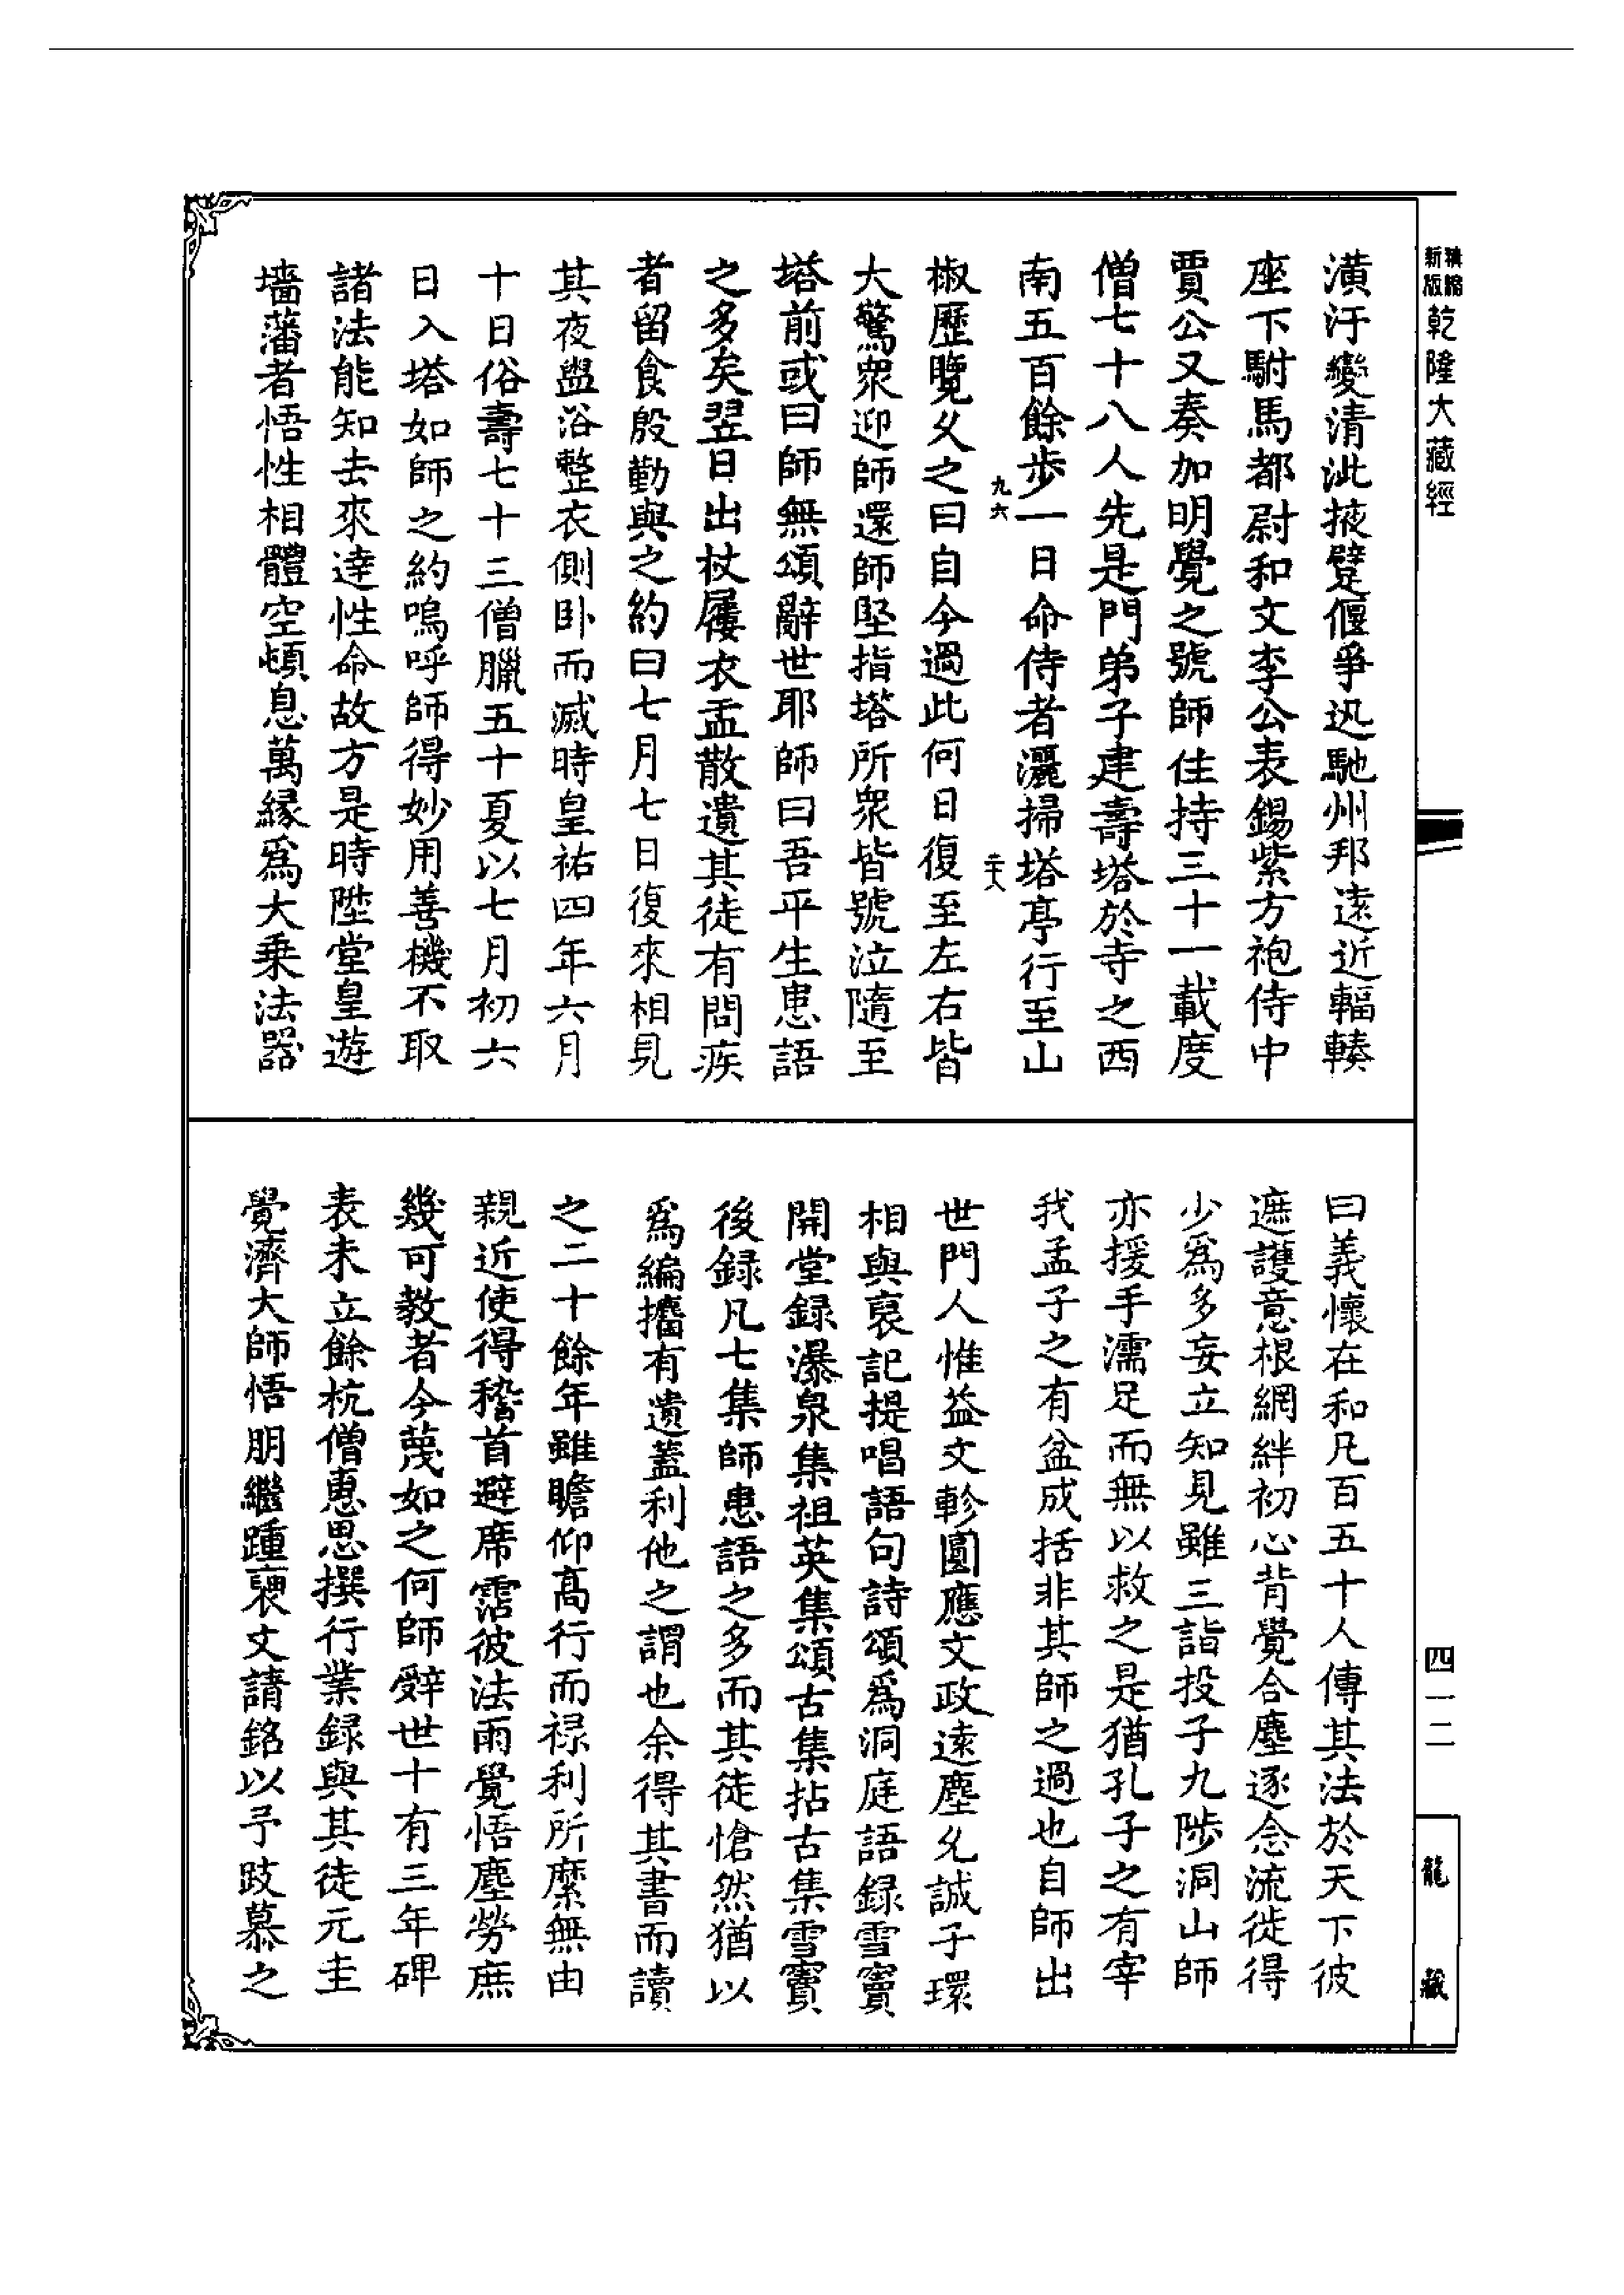 精縮
新版
乾隆大藏經
潢汙變清泚掖躄偃爭迅馳州邦遠近輻輳
座下駙馬都尉和文李公表錫紫方袍侍中
賈公又奏加明覺之號師住持三十一載度
僧七十八人先是門弟子建壽塔於寺之西
南五百餘步一日命侍者灑掃塔亭行至山
九六
椒歷覽久之曰自今過此何日復至左右皆
大驚衆迎師還師堅指塔所衆皆號泣隨至
塔前或曰師無頌辭世耶師曰吾平生患語
之多矣翌日出杖屨衣盂散遺其徒有問疾
者留食殷勤與之約曰七月七日復來相見
其夜盥浴整衣側卧而滅時皇祐四年六月
十日俗壽七十三僧臘五十夏以七月初六
日入塔如師之約嗚呼師得妙用善機不取
諸法能知去來達性命故方是時陞堂皇遊
墻藩者悟性相體空頓息萬縁爲大乗法器
曰義懷在和凡百五十人傳其法於天下彼
遮護意根網絆初心背覺合塵逐念流徙得
少爲多妄立知見雖三詣投子九陟洞山師
亦援手濡足而無以救之是猶孔子之有宰
我孟子之有盆成括非其師之過也自師出
世門人惟益文軫圓應文政遠塵允誠子環
相與裒記提唱語句詩頌爲洞庭語録雪竇
開堂録瀑泉集祖英集頌古集拈古集雪竇
後録凡七集師患語之多而其徒愴然猶以
爲編攟有遺蓋利他之謂也余得其書而讀
之二十餘年雖瞻仰高行而禄利所縻無由
親近使得稽首避席霑彼法雨覺悟塵勞庶
幾可教者今蔑如之何師辭世十有三年碑
表未立餘杭僧惠思撰行業録與其徒元圭
覺濟大師悟朋繼踵裒文請銘以予跂慕之
四一二
龍藏